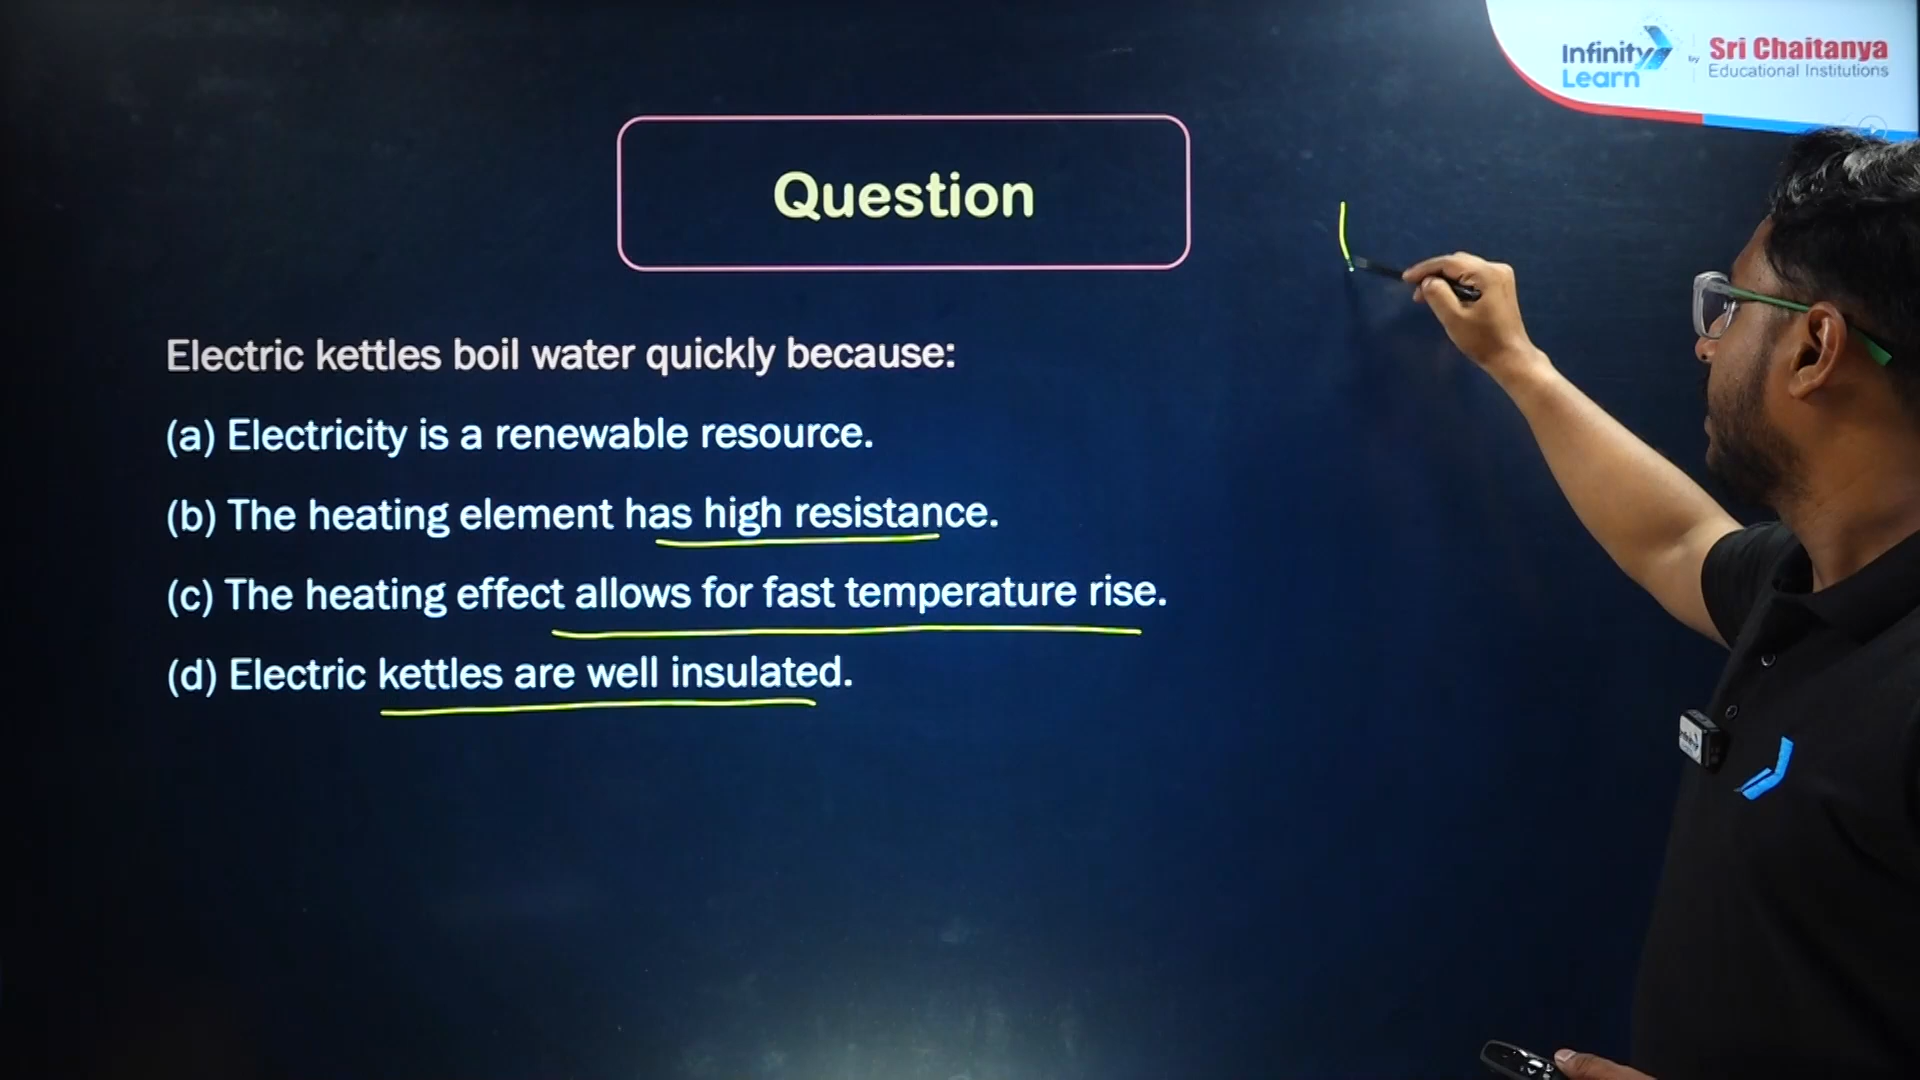 Infinity Learn by Sri Chaitanya Educational Institutions
Question
Electric kettles boil water quickly because:
(a) Electricity is a renewable resource.
(b) The heating element has high resistance.
(c) The heating effect allows for fast temperature rise.
(d) Electric kettles are well insulated.